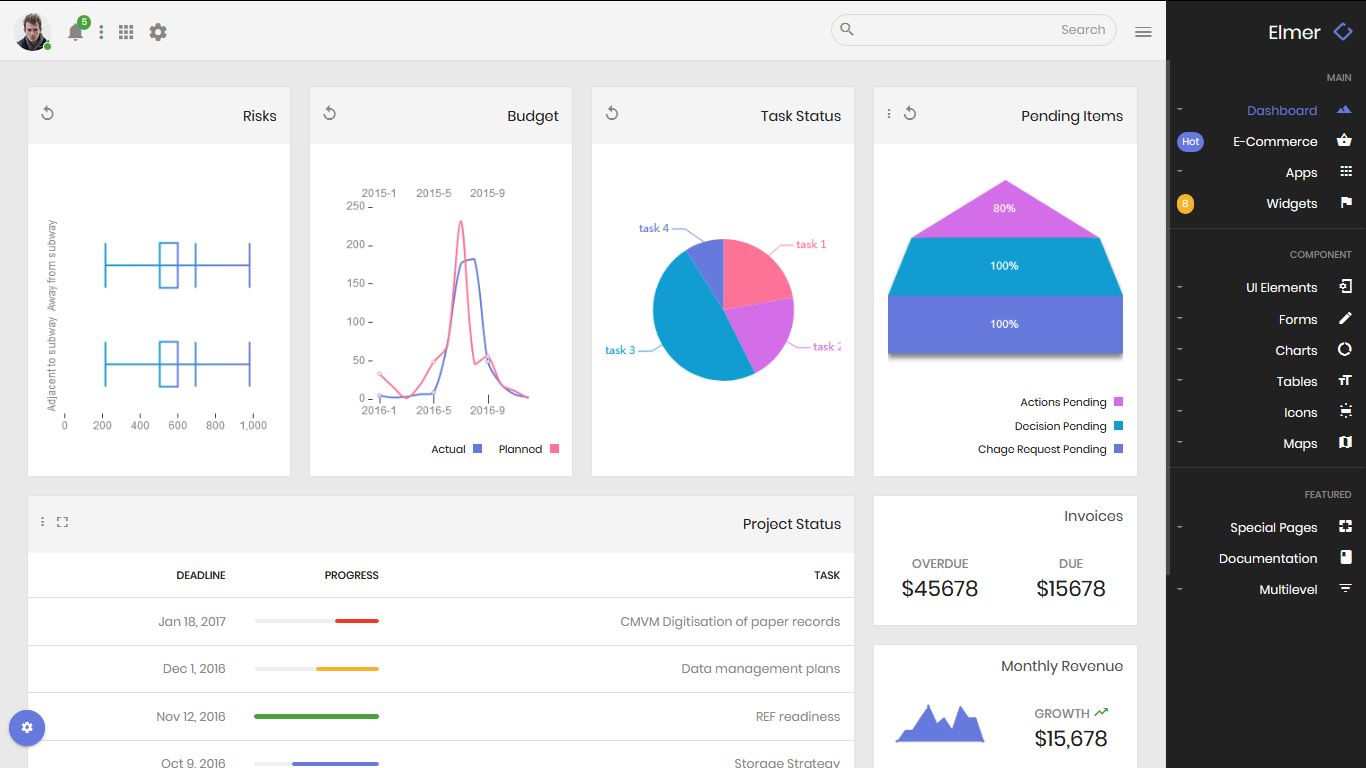 5
Search
Elmer
MAIN
Dashboard
Hot
E-Commerce
Apps
8
Widgets
COMPONENT
UI Elements
Forms
Charts
Tables
Icons
Maps
FEATURED
Special Pages
Documentation
Multilevel
Risks
Away from subway
Adjacent to subway
0 200 400 600 800 1,000
Budget
2015-1 2015-5 2015-9
250
200
150
100
50
0
2016-1 2016-5 2016-9
Actual Planned
Task Status
task 4
task 1
task 3
task 2
Pending Items
80%
100%
100%
Actions Pending
Decision Pending
Chage Request Pending
Project Status
DEADLINE PROGRESS TASK
Jan 18, 2017 CMVM Digitisation of paper records
Dec 1, 2016 Data management plans
Nov 12, 2016 REF readiness
Oct 9, 2016 Storage Strategy
Invoices
OVERDUE DUE
$45678 $15678
Monthly Revenue
GROWTH
$15,678